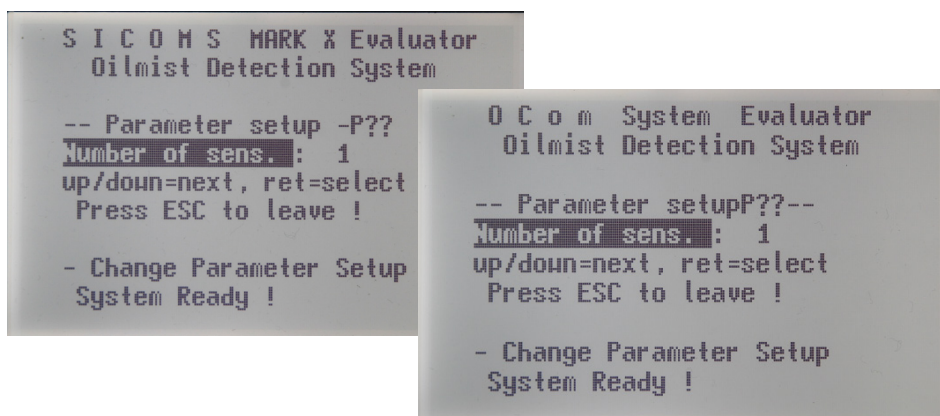 S I C O M S MARK X Evaluator
Oilmist Detection System
-- Parameter setup -P??
Number of sens. : 1
up/down=next, ret=select
Press ESC to leave !
- Change Parameter Setup
System Ready !
O C o m System Evaluator
Oilmist Detection System
-- Parameter setupP??--
Number of sens. : 1
up/down=next, ret=select
Press ESC to leave !
- Change Parameter Setup
System Ready !